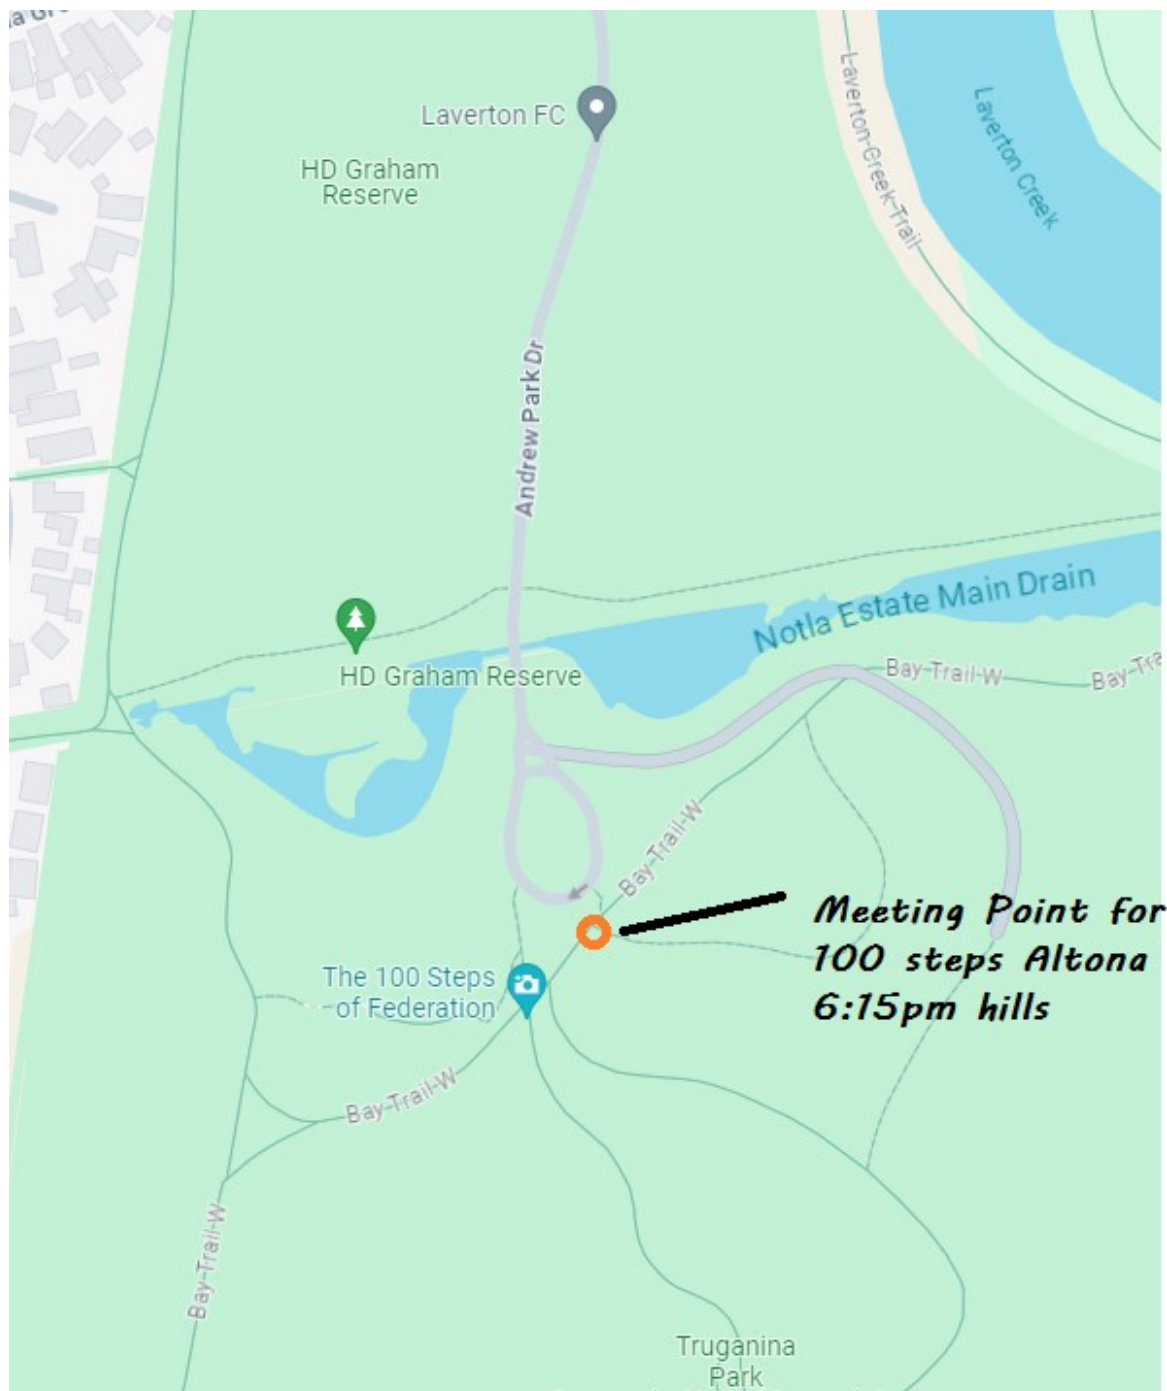 Laverton FC
HD Graham
Reserve
Laverton-Creek-Trail
Laverton Creek
Andrew Park Dr
Notla Estate Main Drain
HD Graham Reserve
Bay-Trail-W
Bay-Tra
Bay-Trail-W
Meeting Point for
100 steps Altona
6:15pm hills
The 100 Steps
of Federation
Bay-Trail-W
Bay-Trail-W
Truganina
Park